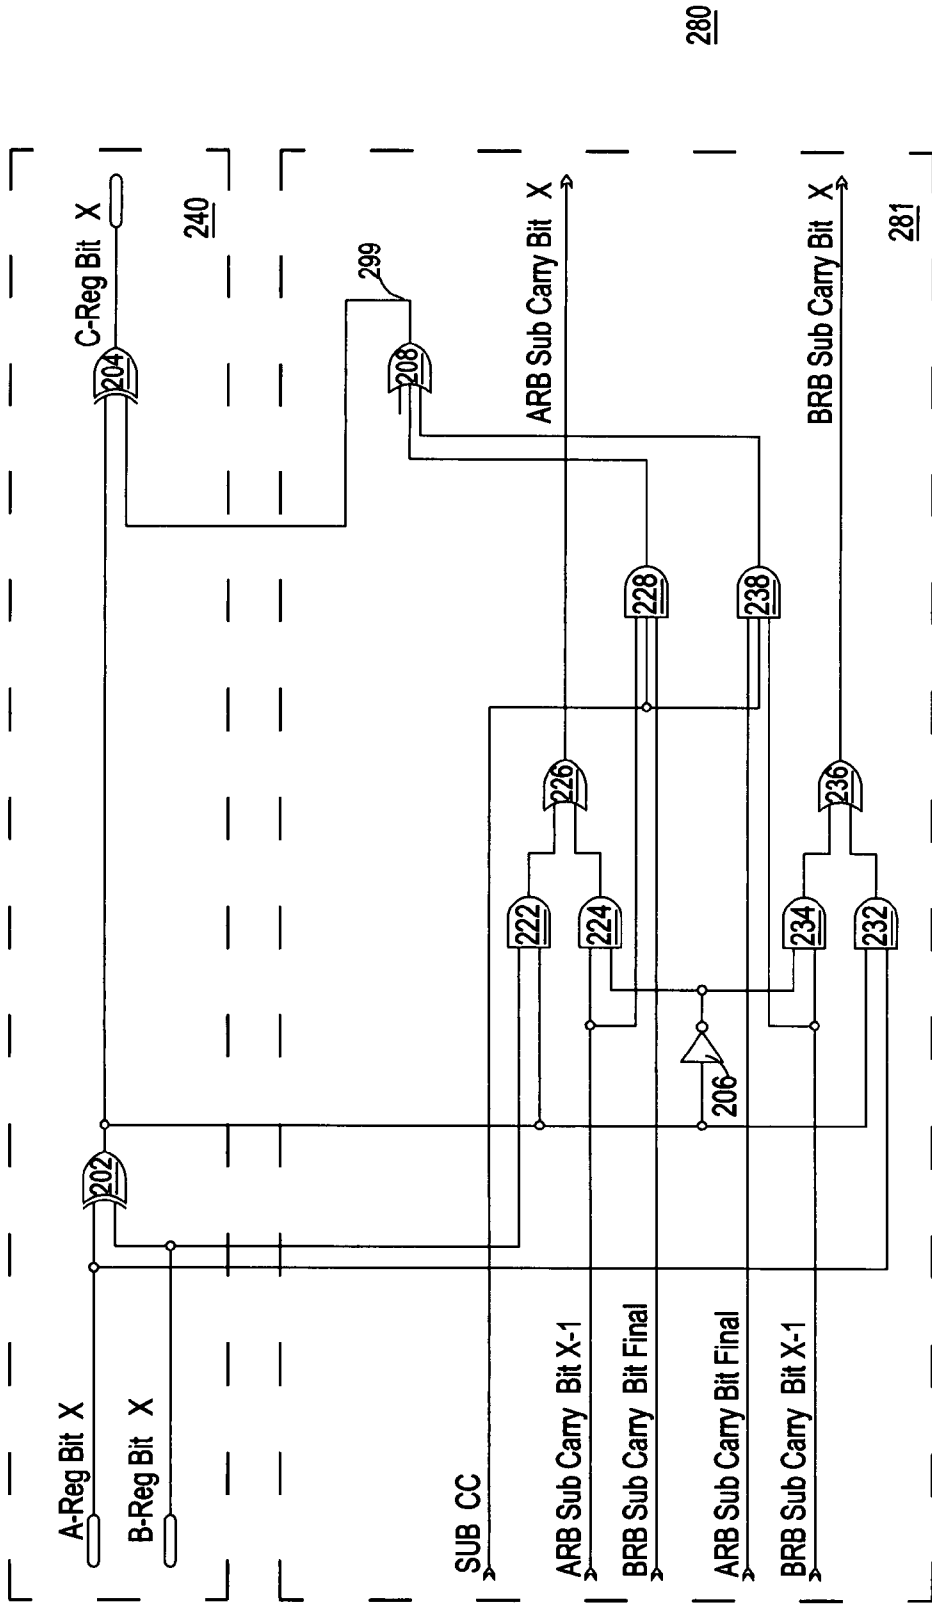 280
A-Reg Bit X
B-Reg Bit X
202
204
C-Reg Bit X
240
SUB CC
ARB Sub Carry Bit X-1
BRB Sub Carry Bit Final
ARB Sub Carry Bit Final
BRB Sub Carry Bit X-1
206
222
224
234
232
226
236
228
238
208
299
ARB Sub Carry Bit X
BRB Sub Carry Bit X
281